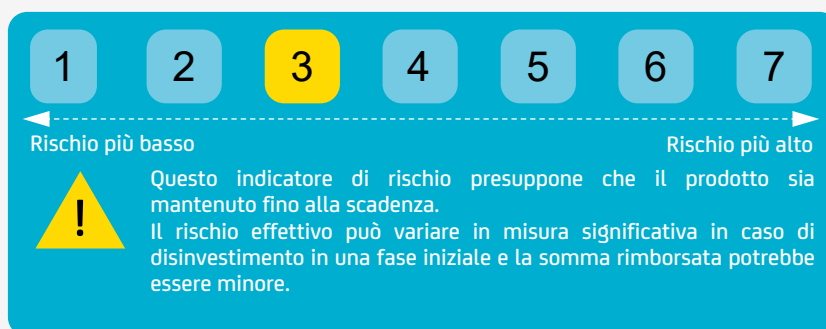 1 2 3 4 5 6 7
Rischio più basso Rischio più alto
! Questo indicatore di rischio presuppone che il prodotto sia
mantenuto fino alla scadenza.
Il rischio effettivo può variare in misura significativa in caso di
disinvestimento in una fase iniziale e la somma rimborsata potrebbe
essere minore.